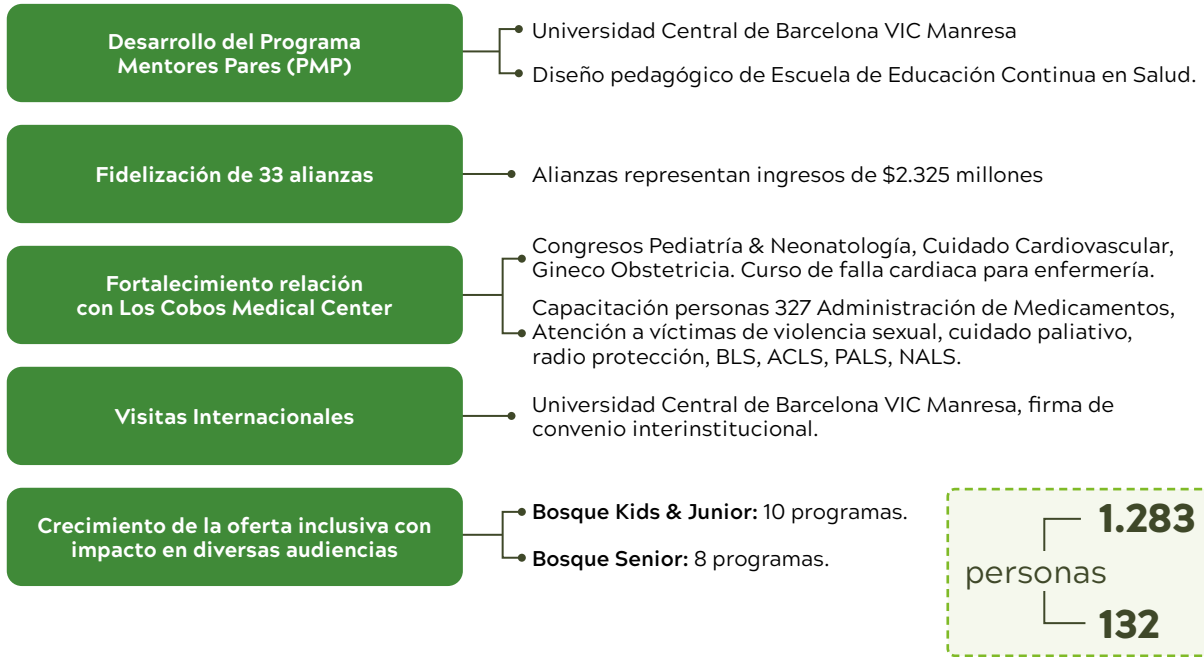 Desarrollo del Programa
Mentores Pares (PMP)
Universidad Central de Barcelona VIC Manresa
Diseño pedagógico de Escuela de Educación Continua en Salud.
Fidelización de 33 alianzas
Alianzas representan ingresos de $2.325 millones
Fortalecimiento relación
con Los Cobos Medical Center
Congresos Pediatría & Neonatología, Cuidado Cardiovascular,
Gineco Obstetricia. Curso de falla cardiaca para enfermería.
Capacitación personas 327 Administración de Medicamentos,
Atención a víctimas de violencia sexual, cuidado paliativo,
radio protección, BLS, ACLS, PALS, NALS.
Visitas Internacionales
Universidad Central de Barcelona VIC Manresa, firma de
convenio interinstitucional.
Crecimiento de la oferta inclusiva con
impacto en diversas audiencias
Bosque Kids & Junior: 10 programas.
Bosque Senior: 8 programas.
1.283
personas
132